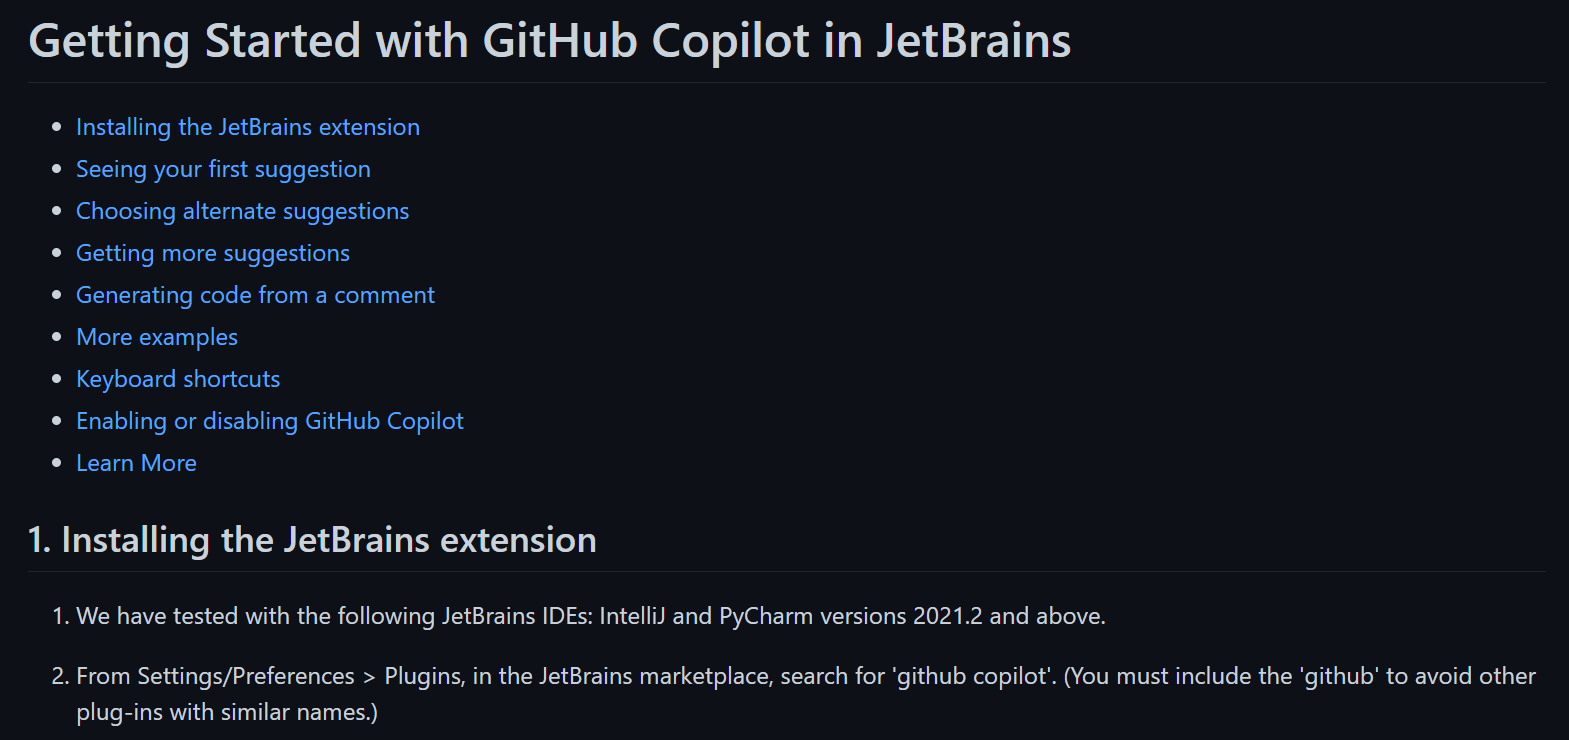 Getting Started with GitHub Copilot in JetBrains
Installing the JetBrains extension
Seeing your first suggestion
Choosing alternate suggestions
Getting more suggestions
Generating code from a comment
More examples
Keyboard shortcuts
Enabling or disabling GitHub Copilot
Learn More
1. Installing the JetBrains extension
1. We have tested with the following JetBrains IDEs: IntelliJ and PyCharm versions 2021.2 and above.
2. From Settings/Preferences > Plugins, in the JetBrains marketplace, search for 'github copilot'. (You must include the 'github' to avoid other
plug-ins with similar names.)